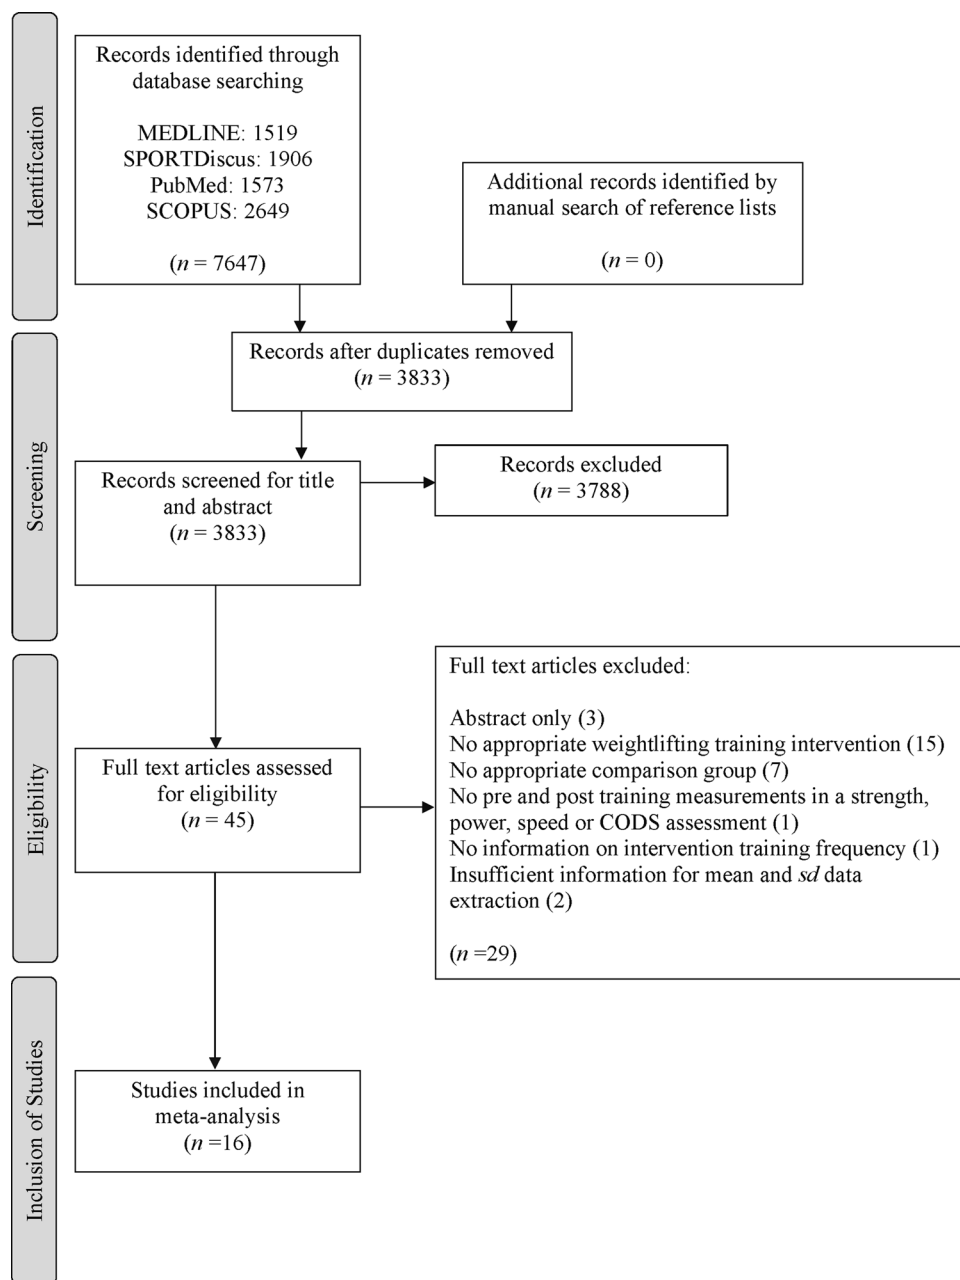 Identification
Records identified through
database searching
MEDLINE: 1519
SPORTDiscus: 1906
PubMed: 1573
SCOPUS: 2649
(n = 7647)
Additional records identified by
manual search of reference lists
(n = 0)
Screening
Records after duplicates removed
(n = 3833)
Records screened for title
and abstract
(n = 3833)
Records excluded
(n = 3788)
Eligibility
Full text articles assessed
for eligibility
(n = 45)
Full text articles excluded:
Abstract only (3)
No appropriate weightlifting training intervention (15)
No appropriate comparison group (7)
No pre and post training measurements in a strength,
power, speed or CODS assessment (1)
No information on intervention training frequency (1)
Insufficient information for mean and sd data
extraction (2)
(n =29)
Inclusion of Studies
Studies included in
meta-analysis
(n =16)